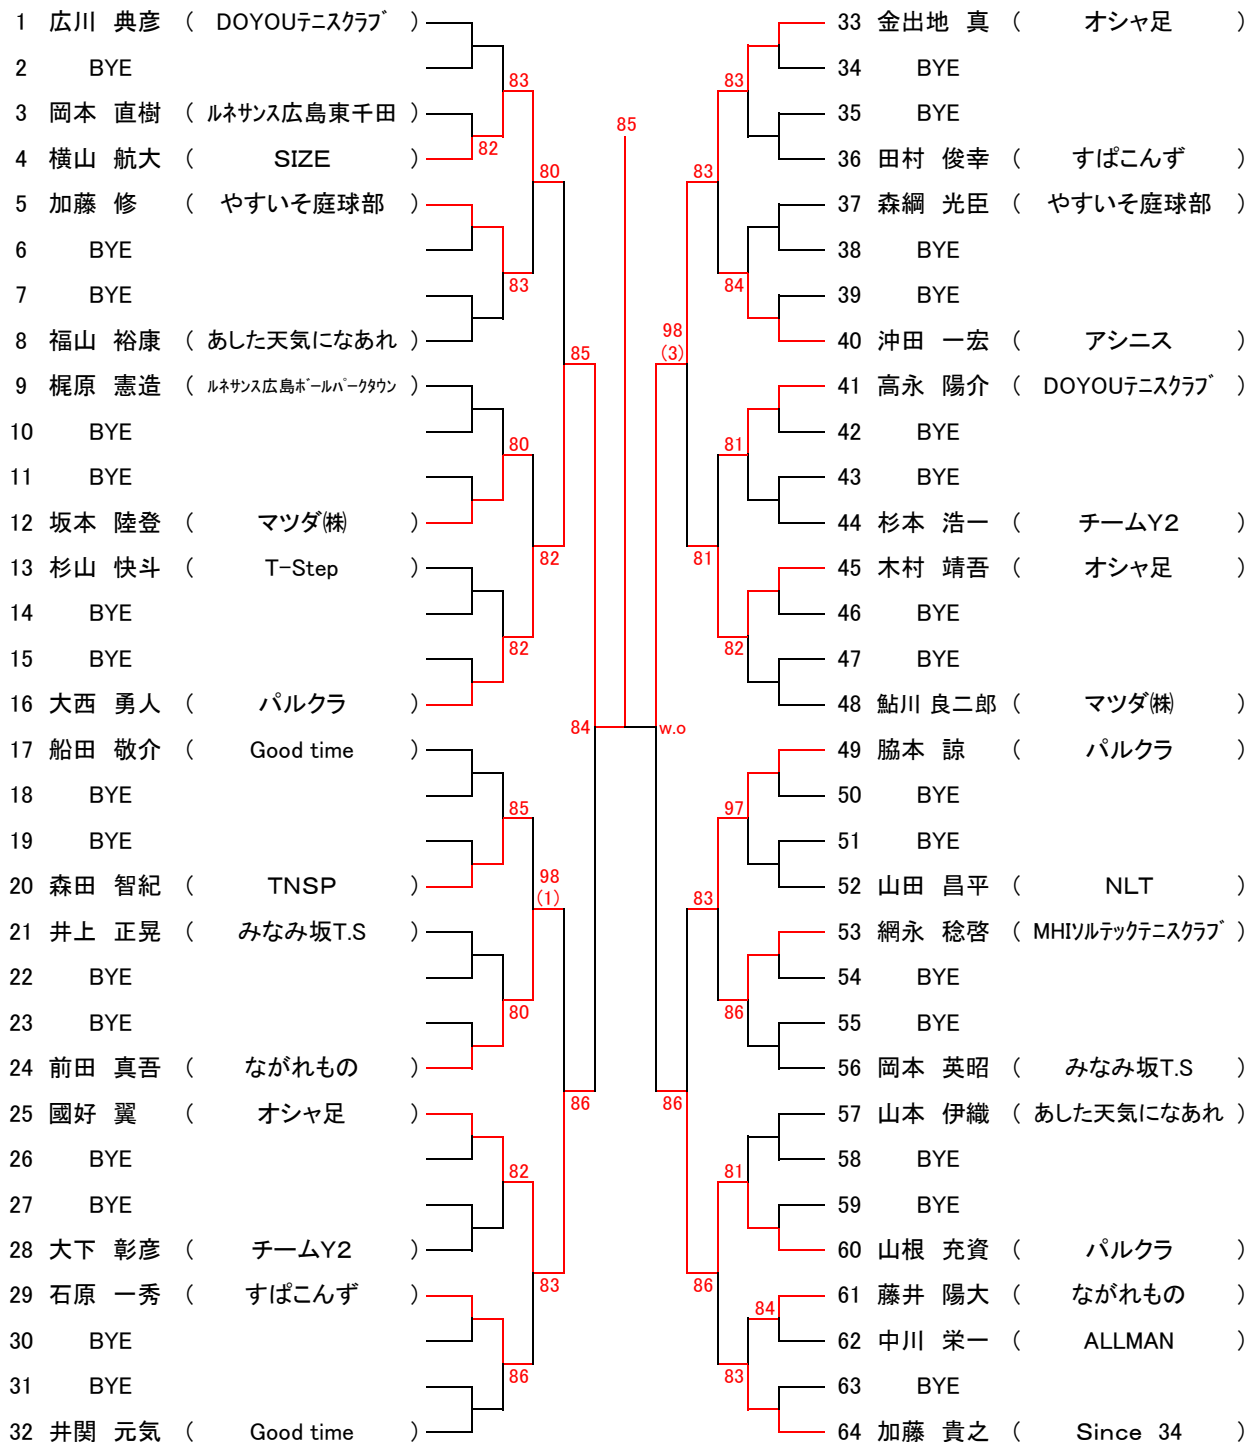 1 広川 典彦 ( DOYOUテニスクラブ )
2 BYE
83
3 岡本 直樹 ( ルネサンス広島東千田 )
82
4 横山 航大 ( SIZE )
80
5 加藤 修 ( やすいそ庭球部 )
6 BYE
83
7 BYE
8 福山 裕康 ( あした天気になあれ )
85
9 梶原 憲造 ( ルネサンス広島ボールパークタウン )
10 BYE
80
11 BYE
12 坂本 陸登 ( マツダ㈱ )
82
13 杉山 快斗 ( T-Step )
14 BYE
82
15 BYE
16 大西 勇人 ( パルクラ )
84
17 船田 敬介 ( Good time )
18 BYE
85
19 BYE
20 森田 智紀 ( TNSP )
98
(1)
21 井上 正晃 ( みなみ坂T.S )
22 BYE
80
23 BYE
24 前田 真吾 ( ながれもの )
86
25 國好 翼 ( オシャ足 )
26 BYE
82
27 BYE
28 大下 彰彦 ( チームY2 )
83
29 石原 一秀 ( すぱこんず )
30 BYE
86
31 BYE
32 井関 元気 ( Good time )
85
33 金出地 真 ( オシャ足 )
34 BYE
83
35 BYE
36 田村 俊幸 ( すぱこんず )
83
37 森綱 光臣 ( やすいそ庭球部 )
38 BYE
84
39 BYE
40 沖田 一宏 ( アシニス )
98
(3)
41 高永 陽介 ( DOYOUテニスクラブ )
42 BYE
81
43 BYE
44 杉本 浩一 ( チームY2 )
81
45 木村 靖吾 ( オシャ足 )
46 BYE
82
47 BYE
48 鮎川 良二郎 ( マツダ㈱ )
w.o
49 脇本 諒 ( パルクラ )
50 BYE
97
51 BYE
52 山田 昌平 ( NLT )
83
53 網永 稔啓 ( MHIソルテックテニスクラブ )
54 BYE
86
55 BYE
56 岡本 英昭 ( みなみ坂T.S )
86
57 山本 伊織 ( あした天気になあれ )
58 BYE
81
59 BYE
60 山根 充資 ( パルクラ )
86
61 藤井 陽大 ( ながれもの )
84
62 中川 栄一 ( ALLMAN )
83
63 BYE
64 加藤 貴之 ( Since 34 )